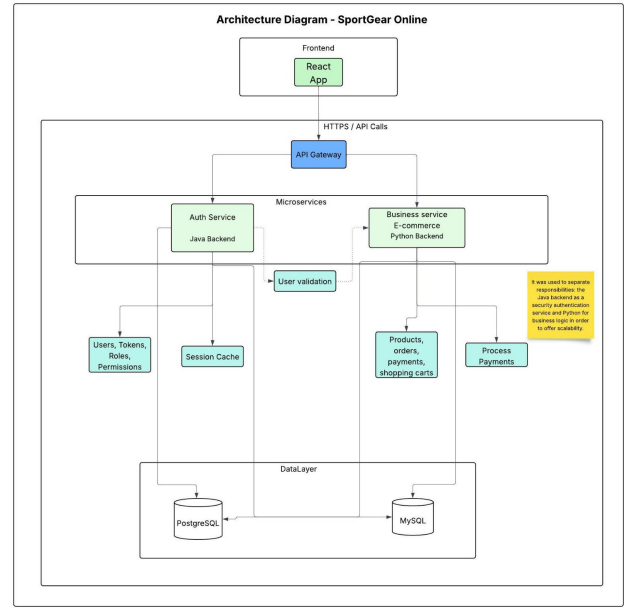 Architecture Diagram - SportGear Online
Frontend
React
App
HTTPS / API Calls
API Gateway
Microservices
Auth Service
Java Backend
Business service
E-commerce
Python Backend
User validation
It was used to separate
responsibilities: the
Java backend as a
security authentication
service and Python for
business logic in order
to offer scalability.
Users, Tokens,
Roles,
Permissions
Session Cache
Products,
orders,
payments,
shopping carts
Process
Payments
DataLayer
PostgreSQL
MySQL